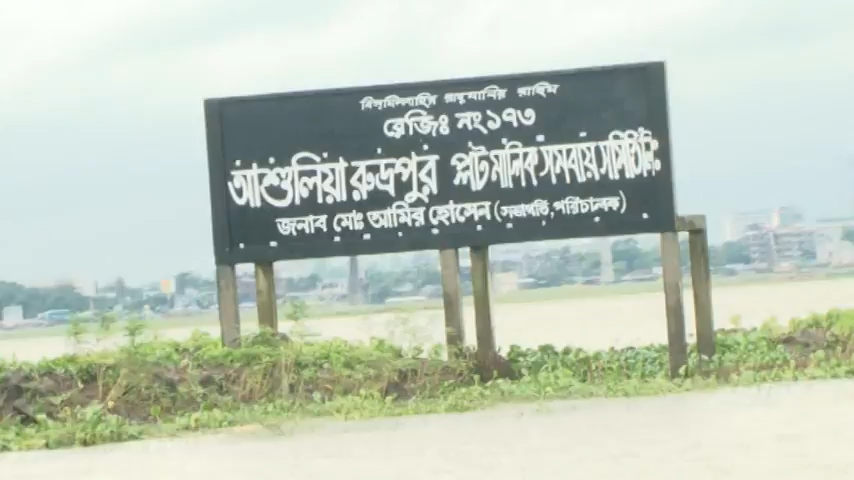 বিসমিল্লাহির রাহমানির রাহিম
রেজিঃ নং১৭৩
আশুলিয়া রুদ্রপুর প্লট মালিক সমবায় সমিতি লিঃ
জনাব মোঃ আমির হোসেন (সভাপতি, পরিচালক)